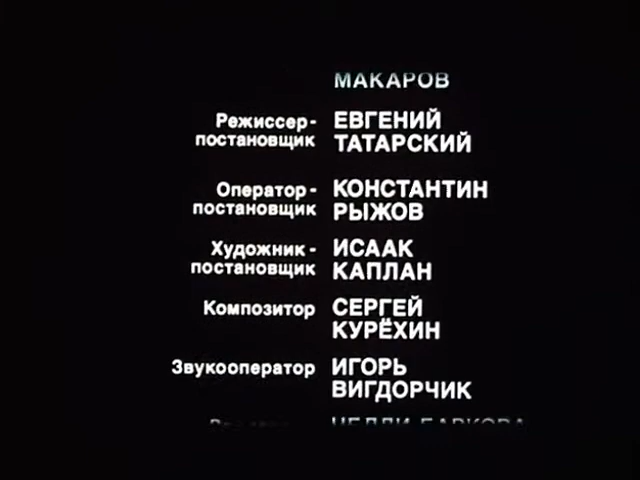 МАКАРОВ
Режиссер- ЕВГЕНИЙ
постановщик ТАТАРСКИЙ
Оператор- КОНСТАНТИН
постановщик РЫЖОВ
Художник- ИСААК
постановщик КАПЛАН
Композитор СЕРГЕЙ
КУРЁХИН
Звукооператор ИГОРЬ
ВИГДОРЧИК